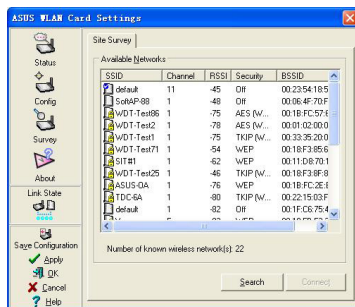 ASUS WLAN Card Settings
Status
Config
Survey
About
Link State
Save Configuration
Apply
OK
Cancel
Help
Site Survey
Available Networks
SSID Channel RSSI Security BSSID
default 11 -45 Off 00:23:54:18:5
SoftAP-88 1 -48 Off 00:06:4F:70:F
WDT-Test86 1 -75 AES (W... 00:1B:FC:57:E
WDT-Test2 1 -78 AES (W... 00:01:02:00:0
WDT-Test1 1 -75 TKIP (W... 00:33:35:20:0
WDT-Test71 1 -54 WEP 00:18:F3:85:6
SIT#1 1 -62 WEP 00:11:D8:70:1
WDT-Test25 1 -46 TKIP (W... 00:18:F3:8F:8
ASUS-OA 1 -76 WEP 00:1B:FC:2E:E
TDC-6A 1 -80 TKIP (W... 00:22:15:03:F
default 1 -82 Off 00:1F:C6:75:4
Number of known wireless network(s): 22
Search
Connect